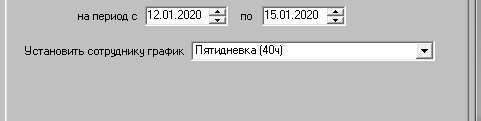 на период с 12.01.2020 по 15.01.2020
Установить сотруднику график Пятидневка (40ч)